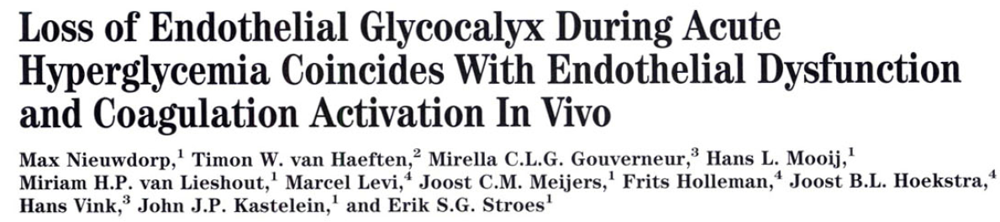 Loss of Endothelial Glycocalyx During Acute
Hyperglycemia Coincides With Endothelial Dysfunction
and Coagulation Activation In Vivo
Max Nieuwdorp,¹ Timon W. van Haeften,² Mirella C.L.G. Gouverneur,³ Hans L. Mooij,¹
Miriam H.P. van Lieshout,¹ Marcel Levi,⁴ Joost C.M. Meijers,¹ Frits Holleman,⁴ Joost B.L. Hoekstra,⁴
Hans Vink,³ John J.P. Kastelein,¹ and Erik S.G. Stroes¹